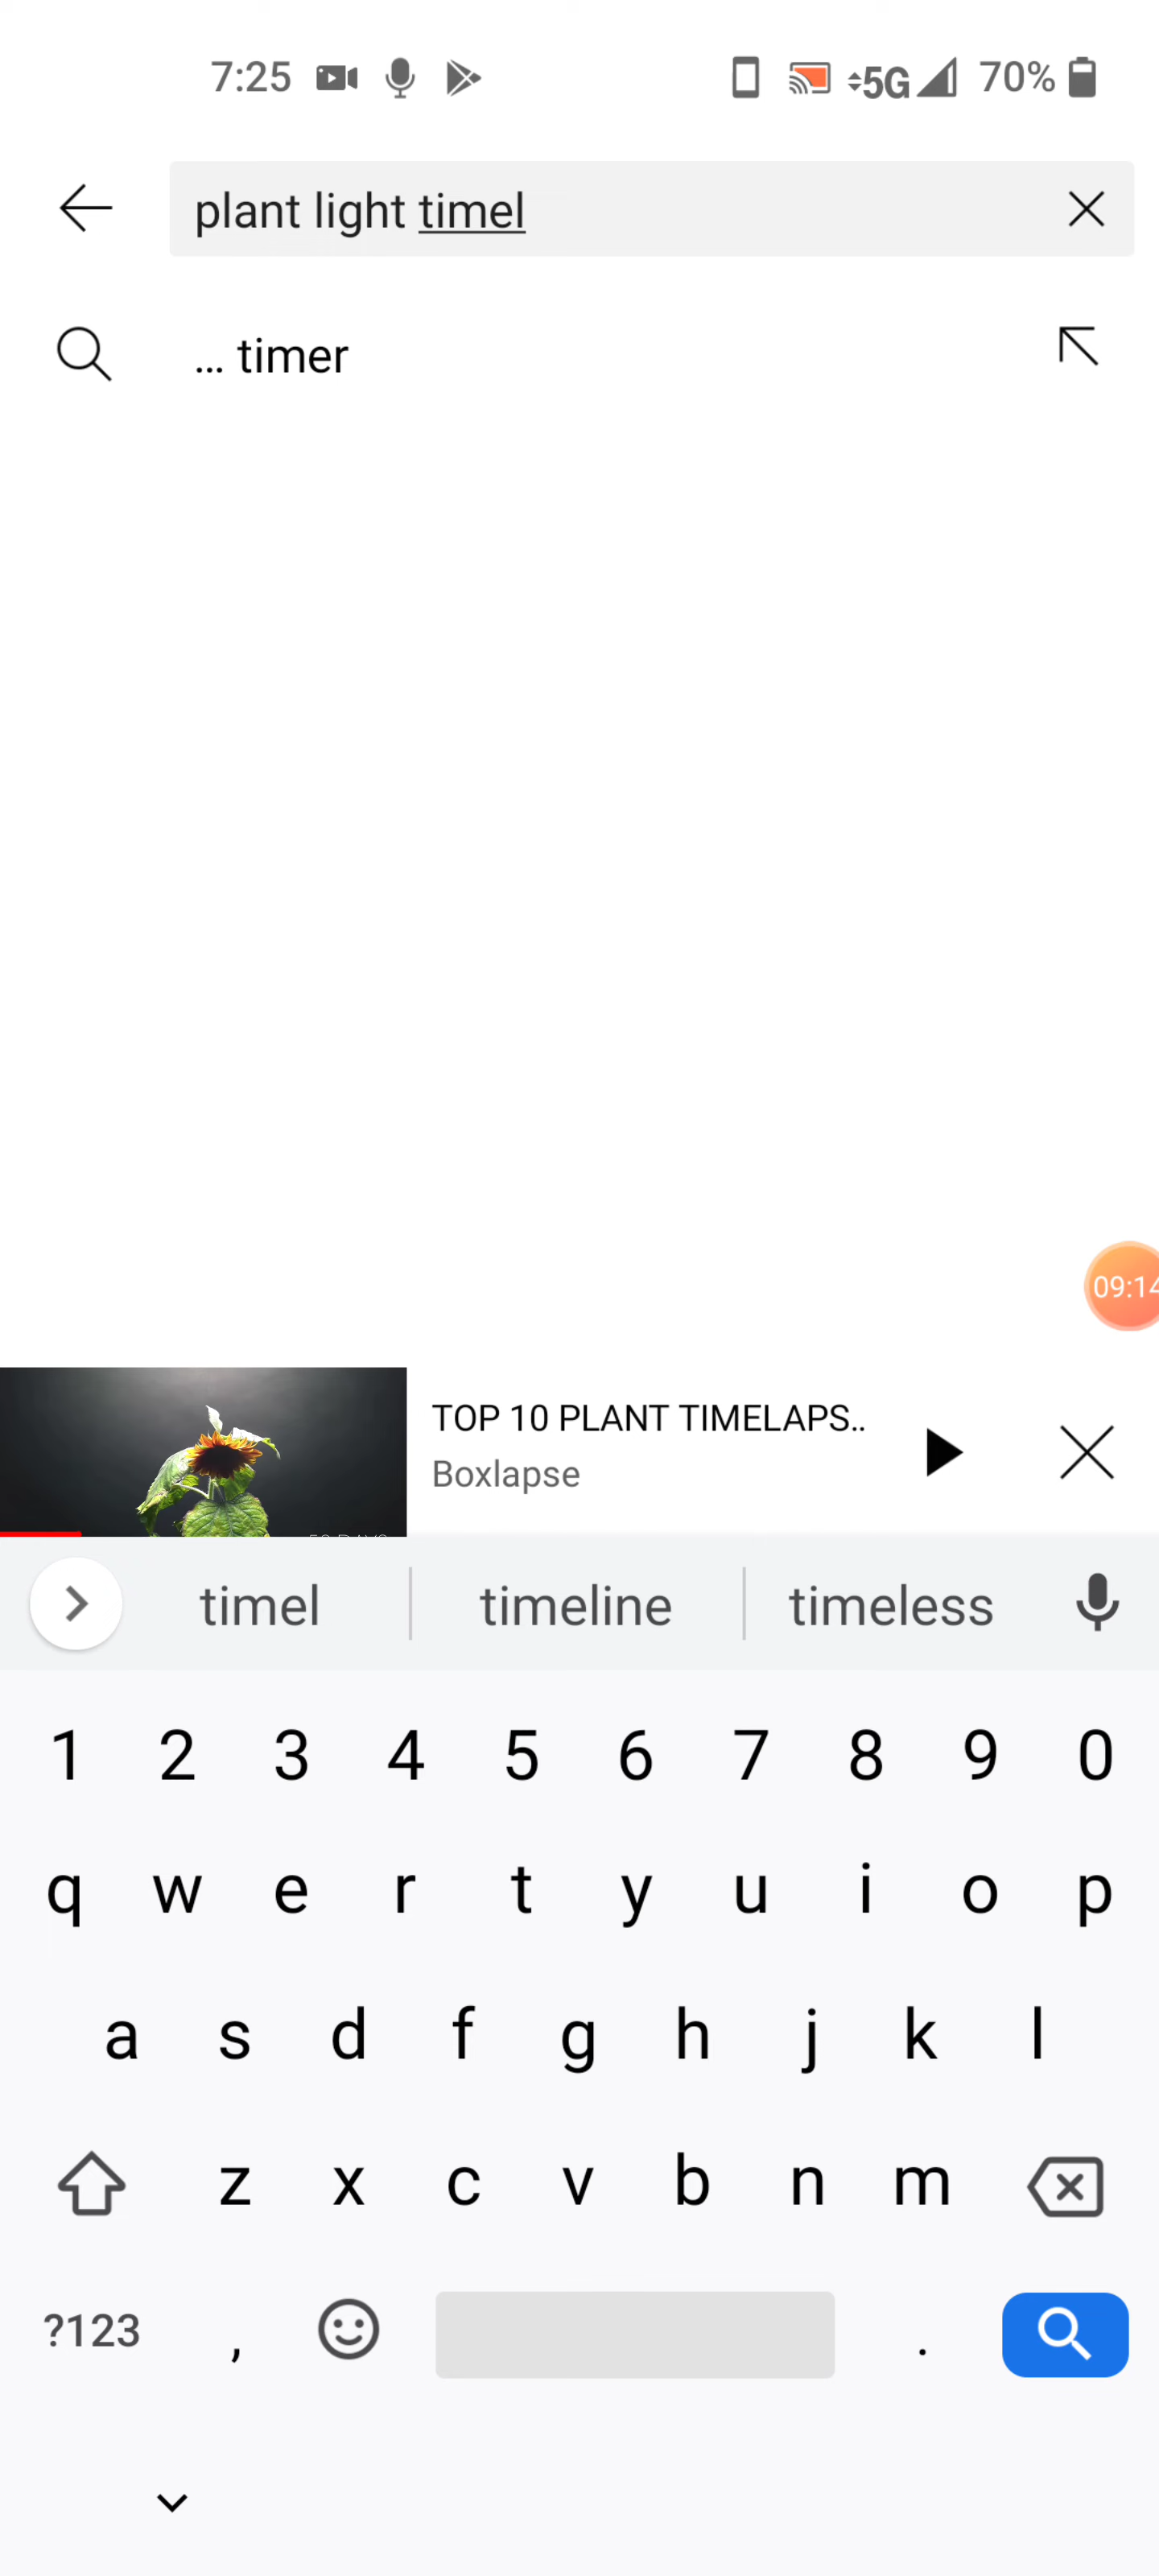 7:25 5G 70%
plant light timel
... timer
09:14
TOP 10 PLANT TIMELAPS..
Boxlapse
timel timeline timeless
1 2 3 4 5 6 7 8 9 0
q w e r t y u i o p
a s d f g h j k l
z x c v b n m
?123 , .